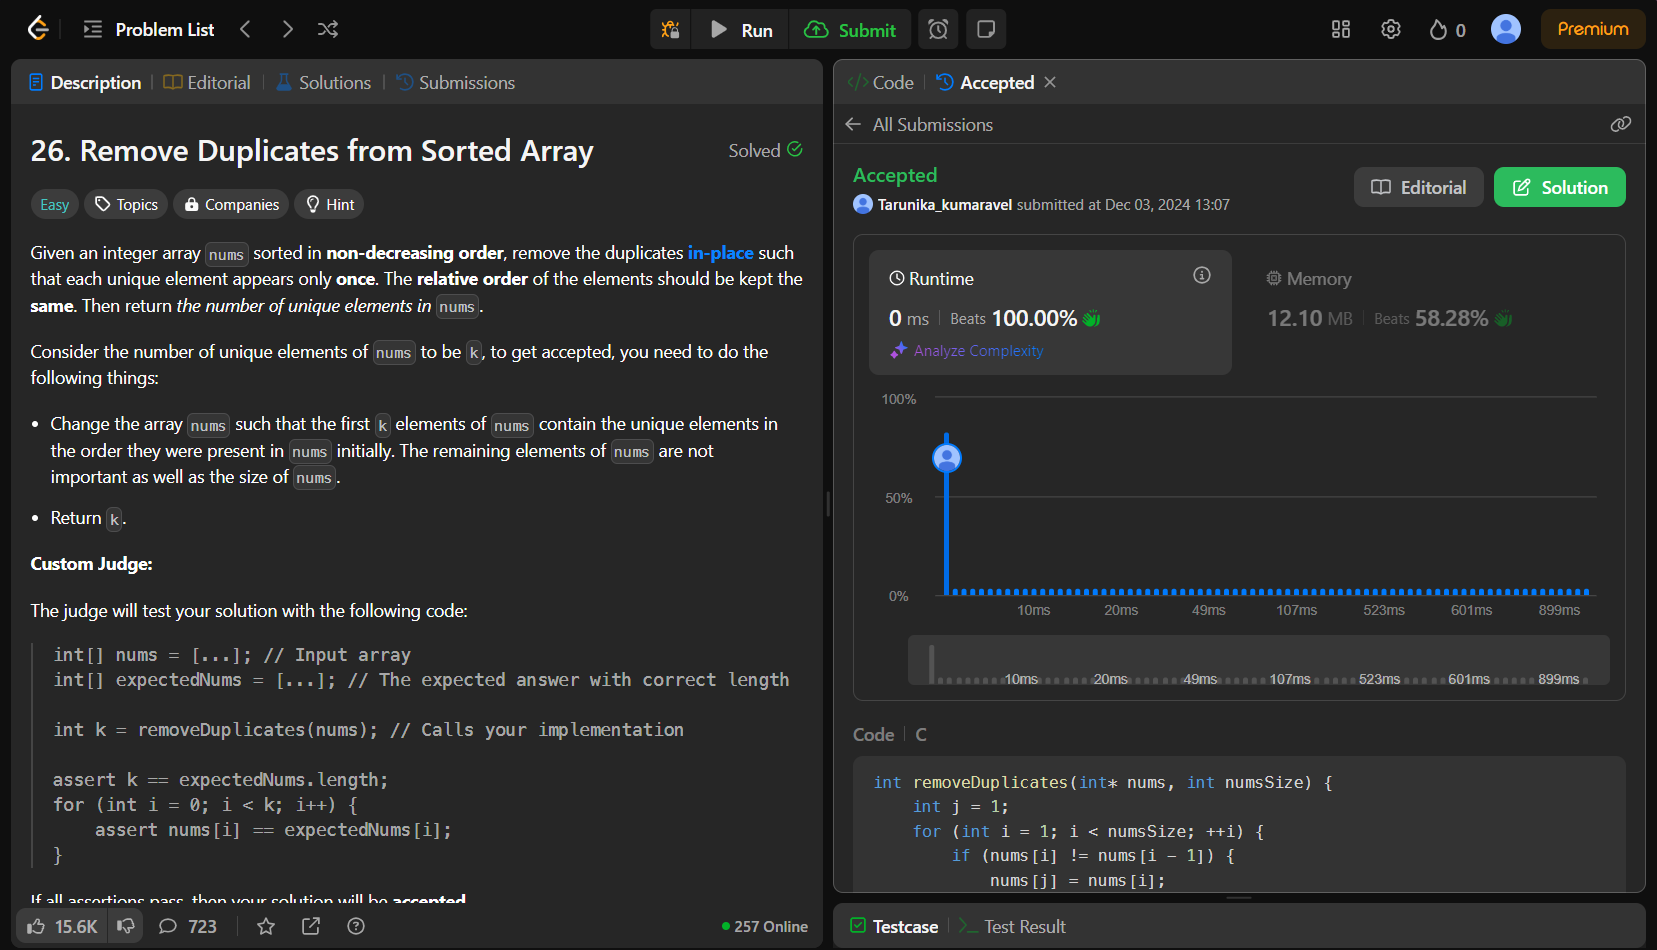 Problem List
Run
Submit
0
Premium
Description
Editorial
Solutions
Submissions
26. Remove Duplicates from Sorted Array
Solved
Easy
Topics
Companies
Hint
Given an integer array nums sorted in non-decreasing order, remove the duplicates in-place such
that each unique element appears only once. The relative order of the elements should be kept the
same. Then return the number of unique elements in nums.
Consider the number of unique elements of nums to be k, to get accepted, you need to do the
following things:
• Change the array nums such that the first k elements of nums contain the unique elements in
the order they were present in nums initially. The remaining elements of nums are not
important as well as the size of nums.
• Return k.
Custom Judge:
The judge will test your solution with the following code:
int[] nums = [...]; // Input array
int[] expectedNums = [...]; // The expected answer with correct length
int k = removeDuplicates(nums); // Calls your implementation
assert k == expectedNums.length;
for (int i = 0; i < k; i++) {
    assert nums[i] == expectedNums[i];
}
If all assertions pass, then your solution will be accepted.
15.6K
723
257 Online
Code
Accepted
All Submissions
Accepted
Editorial
Solution
Tarunika_kumaravel submitted at Dec 03, 2024 13:07
Runtime
0 ms
Beats 100.00%
Analyze Complexity
Memory
12.10 MB
Beats 58.28%
100%
50%
0%
10ms 20ms 49ms 107ms 523ms 601ms 899ms
10ms 20ms 49ms 107ms 523ms 601ms 899ms
Code
C
int removeDuplicates(int* nums, int numsSize) {
    int j = 1;
    for (int i = 1; i < numsSize; ++i) {
        if (nums[i] != nums[i - 1]) {
            nums[j] = nums[i];
Testcase
Test Result